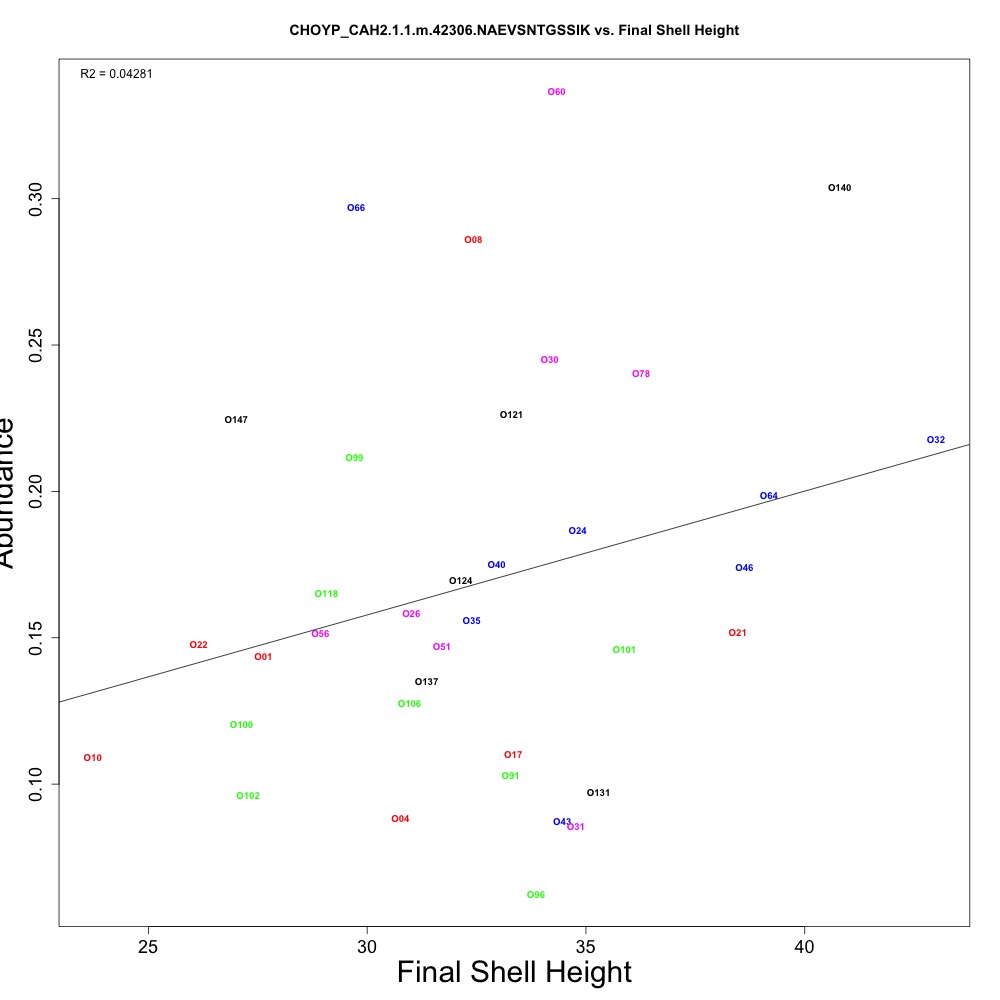 CHOYP_CAH2.1.1.m.42306.NAEVSNTGSSIK vs. Final Shell Height
R2 = 0.04281
O60
O140
0.30
O66
O08
0.25
O30
O78
O121
O147
O32
O99
Abundance
0.20
O64
O24
O40
O46
O124
O118
O26
O35
O21
O56
0.15
O22
O51
O101
O01
O137
O106
O100
O17
O10
O91
0.10
O131
O102
O04
O43
O31
O96
25 30 35 40
Final Shell Height